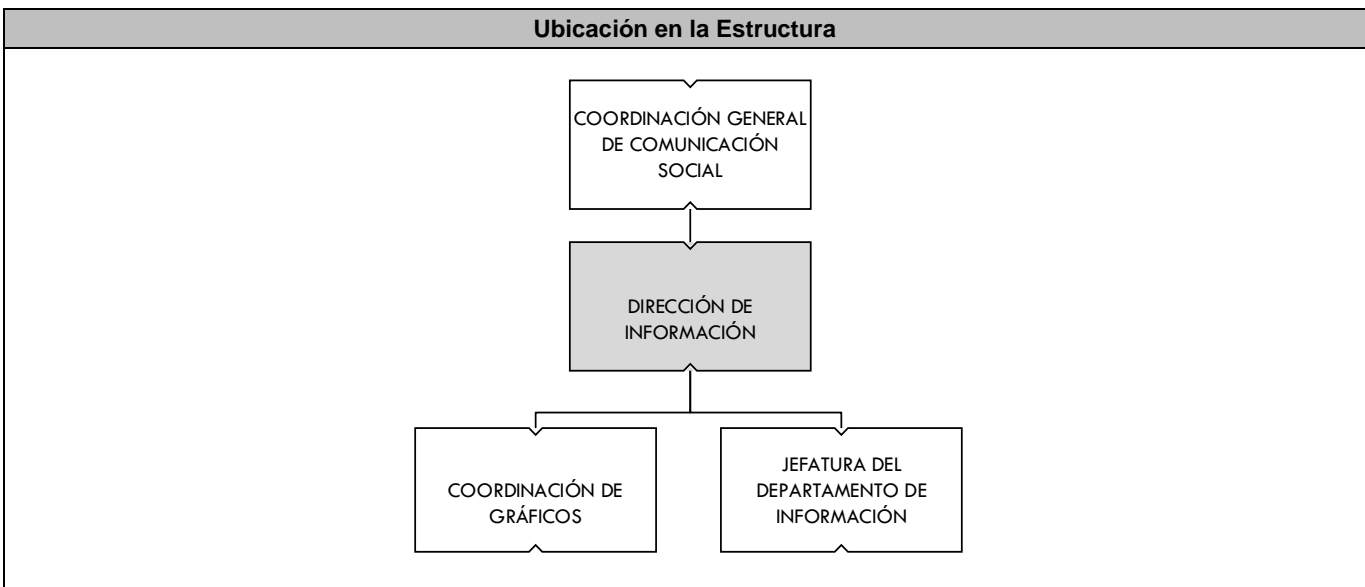 Ubicación en la Estructura
COORDINACIÓN GENERAL
DE COMUNICACIÓN
SOCIAL
DIRECCIÓN DE
INFORMACIÓN
COORDINACIÓN DE
GRÁFICOS
JEFATURA DEL
DEPARTAMENTO DE
INFORMACIÓN